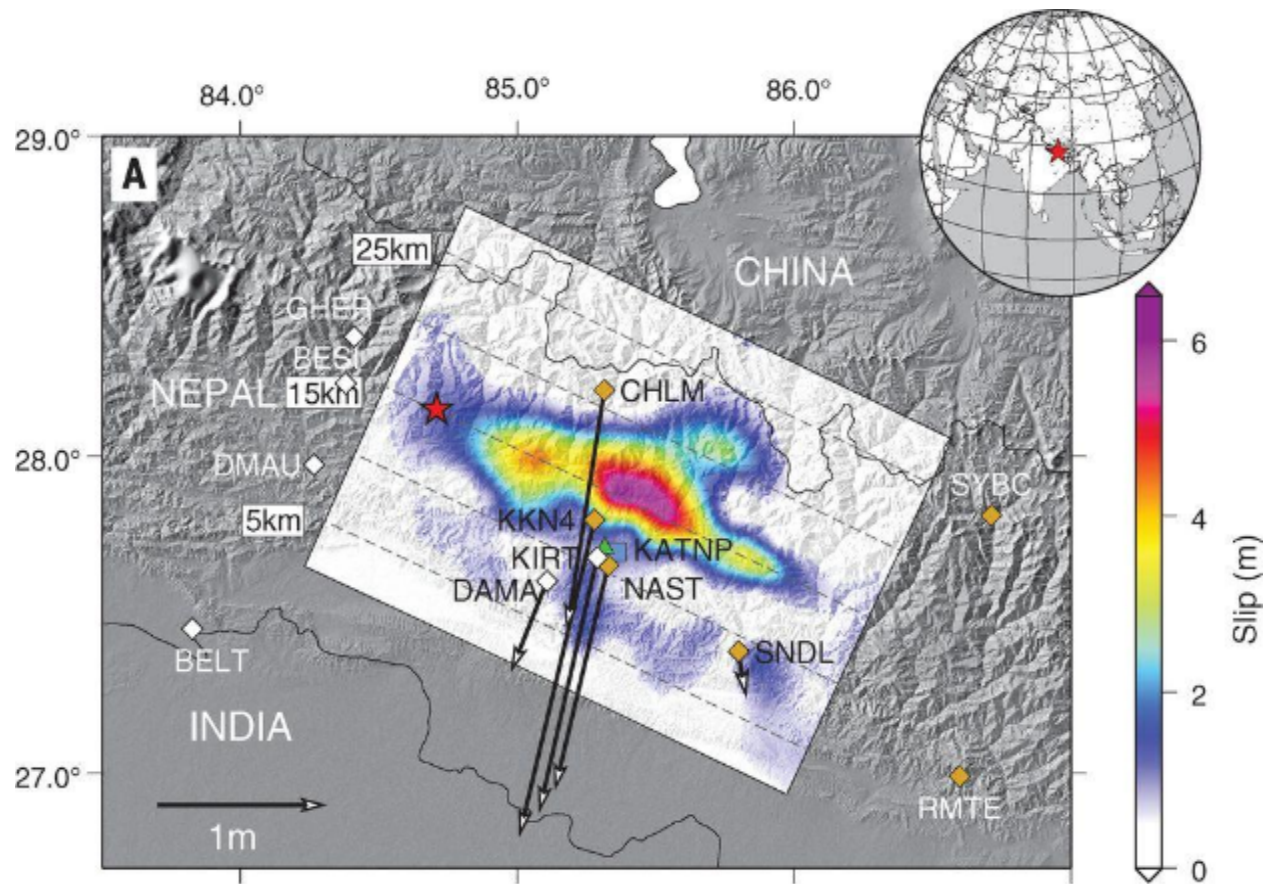 84.0°
85.0°
86.0°
29.0°
A
25km
CHINA
GHER
BESI
NEPAL
15km
CHLM
6
28.0°
DMAU
SYBC
5km
KKN4
4
KIRT
KATNP
DAMA
NAST
Slip (m)
SNDL
BELT
2
INDIA
27.0°
RMTE
1m
0